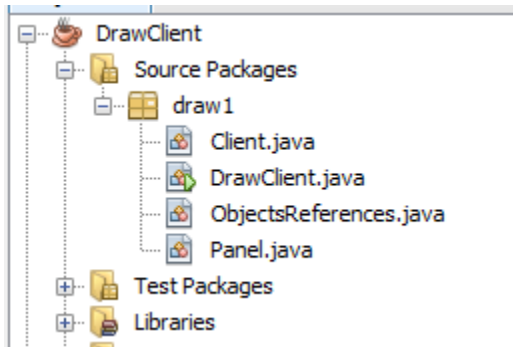 DrawClient
Source Packages
draw1
Client.java
DrawClient.java
ObjectsReferences.java
Panel.java
Test Packages
Libraries